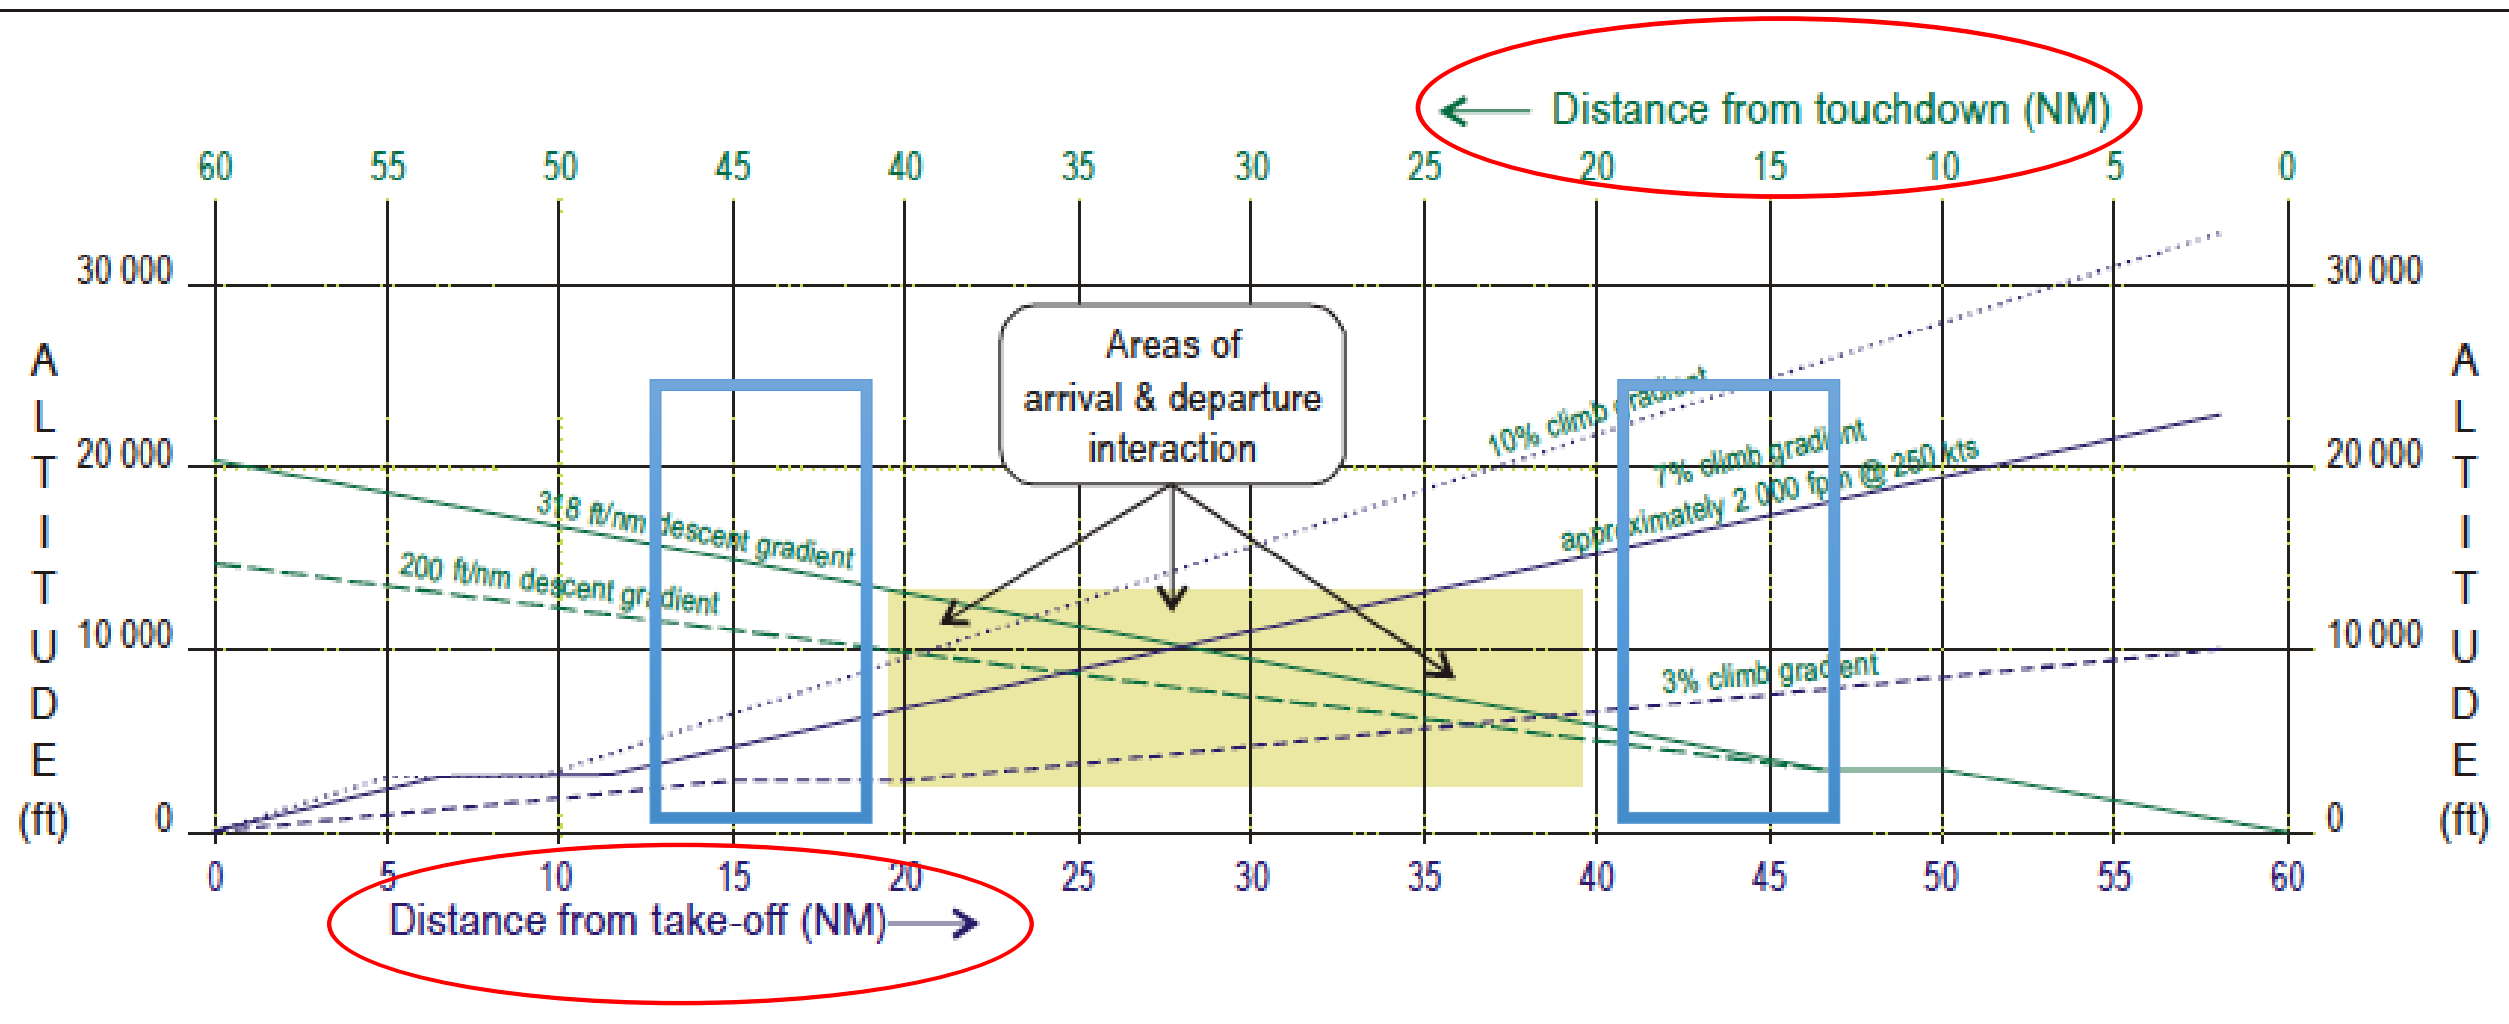 Distance from touchdown (NM)
60 55 50 45 40 35 30 25 20 15 10 5 0
30 000 30 000
Areas of
arrival & departure
interaction
10% climb gradient
7% climb gradient
approximately 2 000 fpm @ 250 kts
20 000 20 000
318 ft/nm descent gradient
200 ft/nm descent gradient
10 000 10 000
3% climb gradient
ALTITUDE
(ft)
ALTITUDE
(ft)
0 0
0 5 10 15 20 25 30 35 40 45 50 55 60
Distance from take-off (NM)